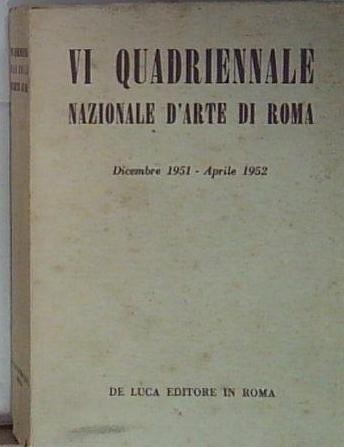 VI QUADRIENNALE
NAZIONALE D'ARTE DI ROMA
Dicembre 1951 - Aprile 1952
DE LUCA EDITORE IN ROMA